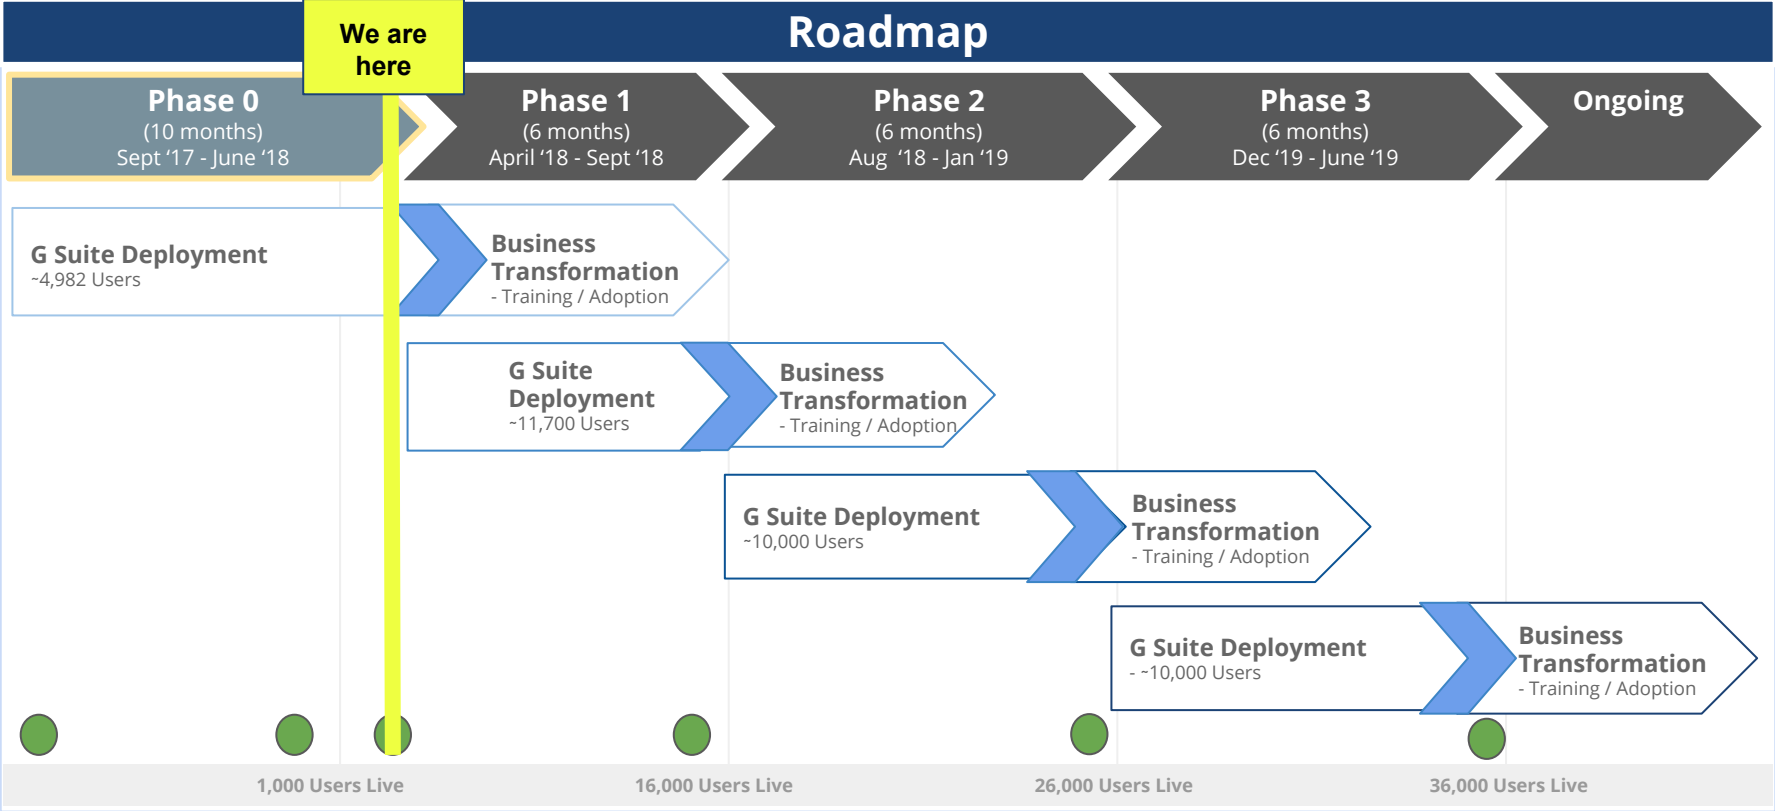 Roadmap
We are
here
Phase 0
(10 months)
Sept ‘17 - June ‘18
Phase 1
(6 months)
April ‘18 - Sept ‘18
Phase 2
(6 months)
Aug  ‘18 - Jan ‘19
Phase 3
(6 months)
Dec ‘19 - June ‘19
Ongoing
G Suite Deployment
~4,982 Users
Business
Transformation
- Training / Adoption
G Suite
Deployment
~11,700 Users
Business
Transformation
- Training / Adoption
G Suite Deployment
~10,000 Users
Business
Transformation
- Training / Adoption
G Suite Deployment
- ~10,000 Users
Business
Transformation
- Training / Adoption
1,000 Users Live
16,000 Users Live
26,000 Users Live
36,000 Users Live